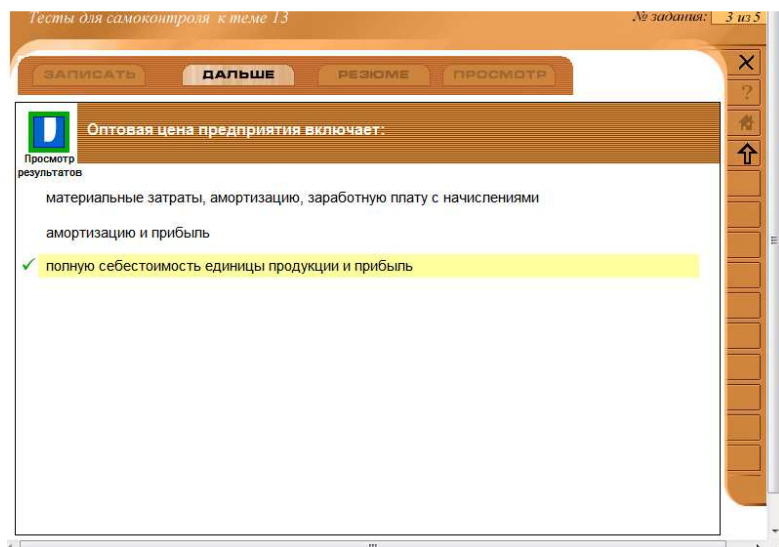 Тесты для самоконтроля к теме 13
№ задания: 3 из 5
ЗАПИСАТЬ ДАЛЬШЕ РЕЗЮМЕ ПРОСМОТР
?
Оптовая цена предприятия включает:
Просмотр
результатов
материальные затраты, амортизацию, заработную плату с начислениями
амортизацию и прибыль
полную себестоимость единицы продукции и прибыль